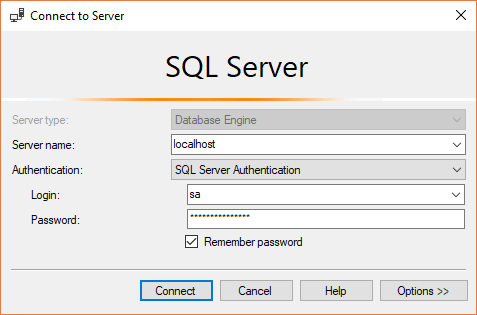 Connect to Server
SQL Server
Server type: Database Engine
Server name: localhost
Authentication: SQL Server Authentication
Login: sa
Password: ***************
Remember password
Connect Cancel Help Options >>